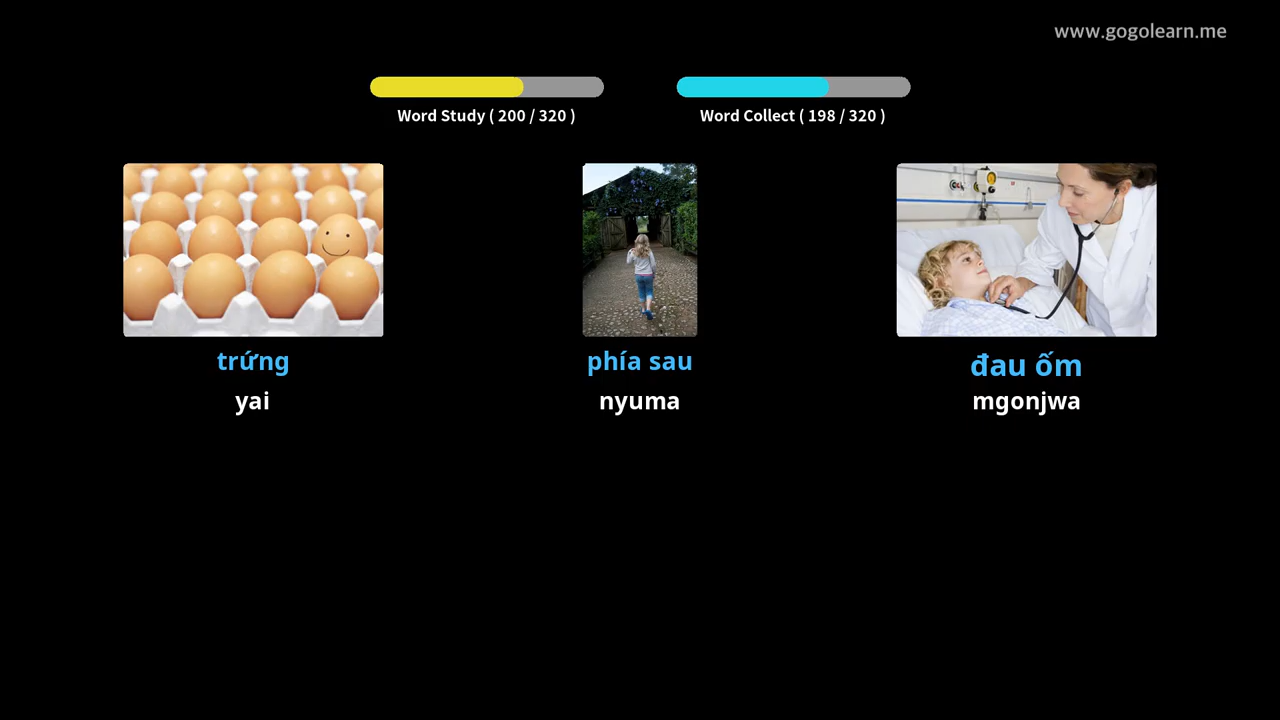 www.gogolearn.me
Word Study ( 200 / 320 )
Word Collect ( 198 / 320 )
trứng
yai
phía sau
nyuma
đau ốm
mgonjwa